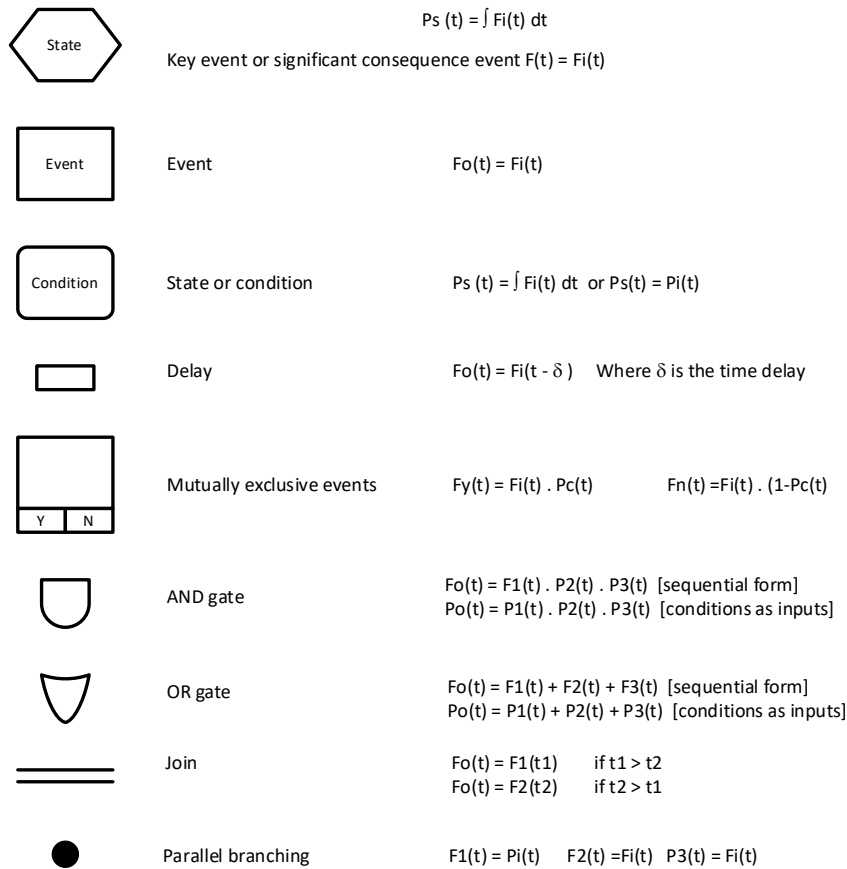 Ps (t) = ∫ Fi(t) dt
State
Key event or significant consequence event F(t) = Fi(t)
Event Event Fo(t) = Fi(t)
Condition State or condition Ps (t) = ∫ Fi(t) dt or Ps(t) = Pi(t)
Delay Fo(t) = Fi(t - δ ) Where δ is the time delay
Mutually exclusive events Fy(t) = Fi(t) . Pc(t) Fn(t) =Fi(t) . (1-Pc(t)
Y N
AND gate
Fo(t) = F1(t) . P2(t) . P3(t) [sequential form]
Po(t) = P1(t) . P2(t) . P3(t) [conditions as inputs]
OR gate
Fo(t) = F1(t) + F2(t) + F3(t) [sequential form]
Po(t) = P1(t) + P2(t) + P3(t) [conditions as inputs]
Join Fo(t) = F1(t1) if t1 > t2
Fo(t) = F2(t2) if t2 > t1
Parallel branching F1(t) = Pi(t) F2(t) =Fi(t) P3(t) = Fi(t)